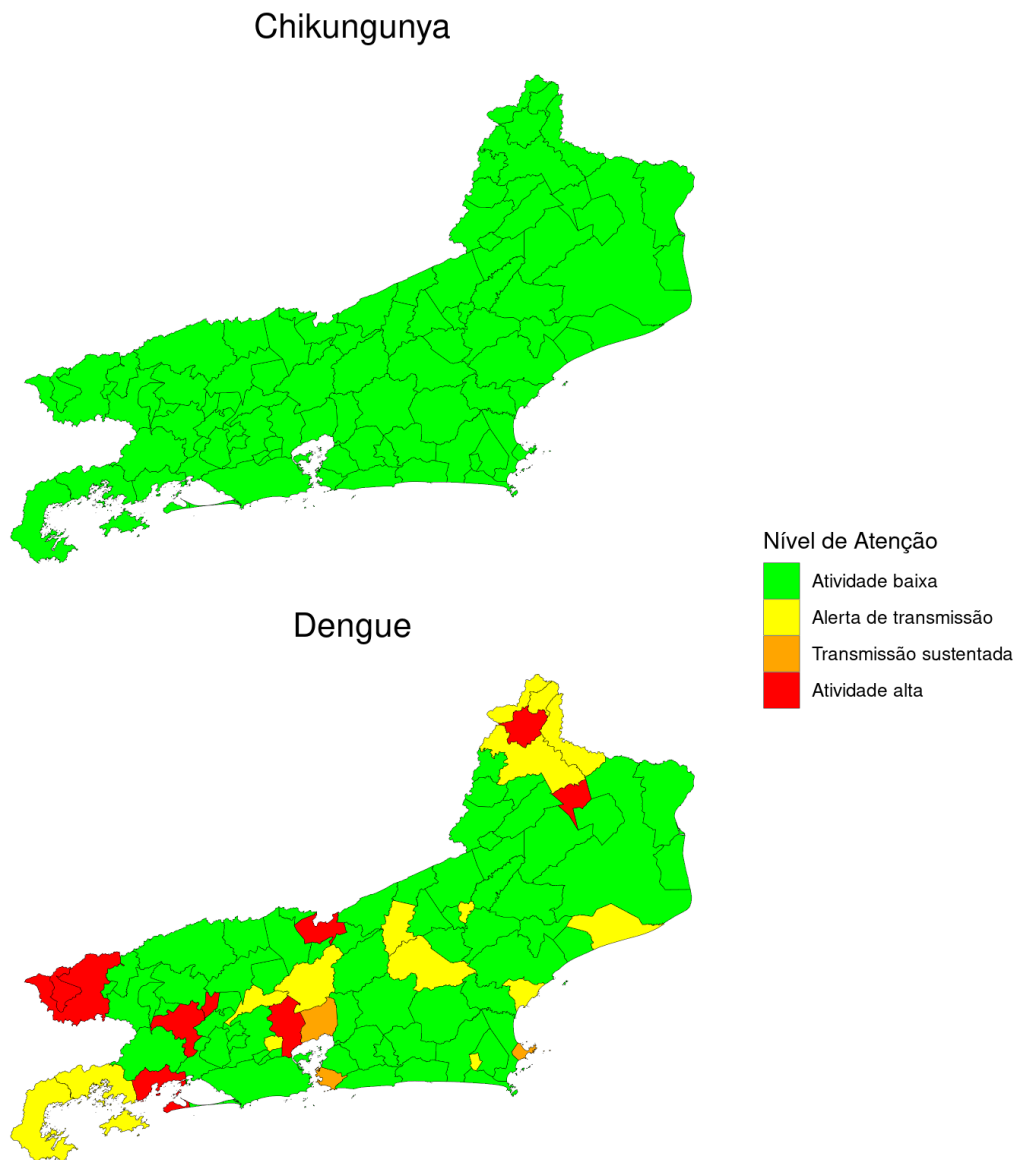 Chikungunya
Nível de Atenção
Atividade baixa
Alerta de transmissão
Transmissão sustentada
Atividade alta
Dengue